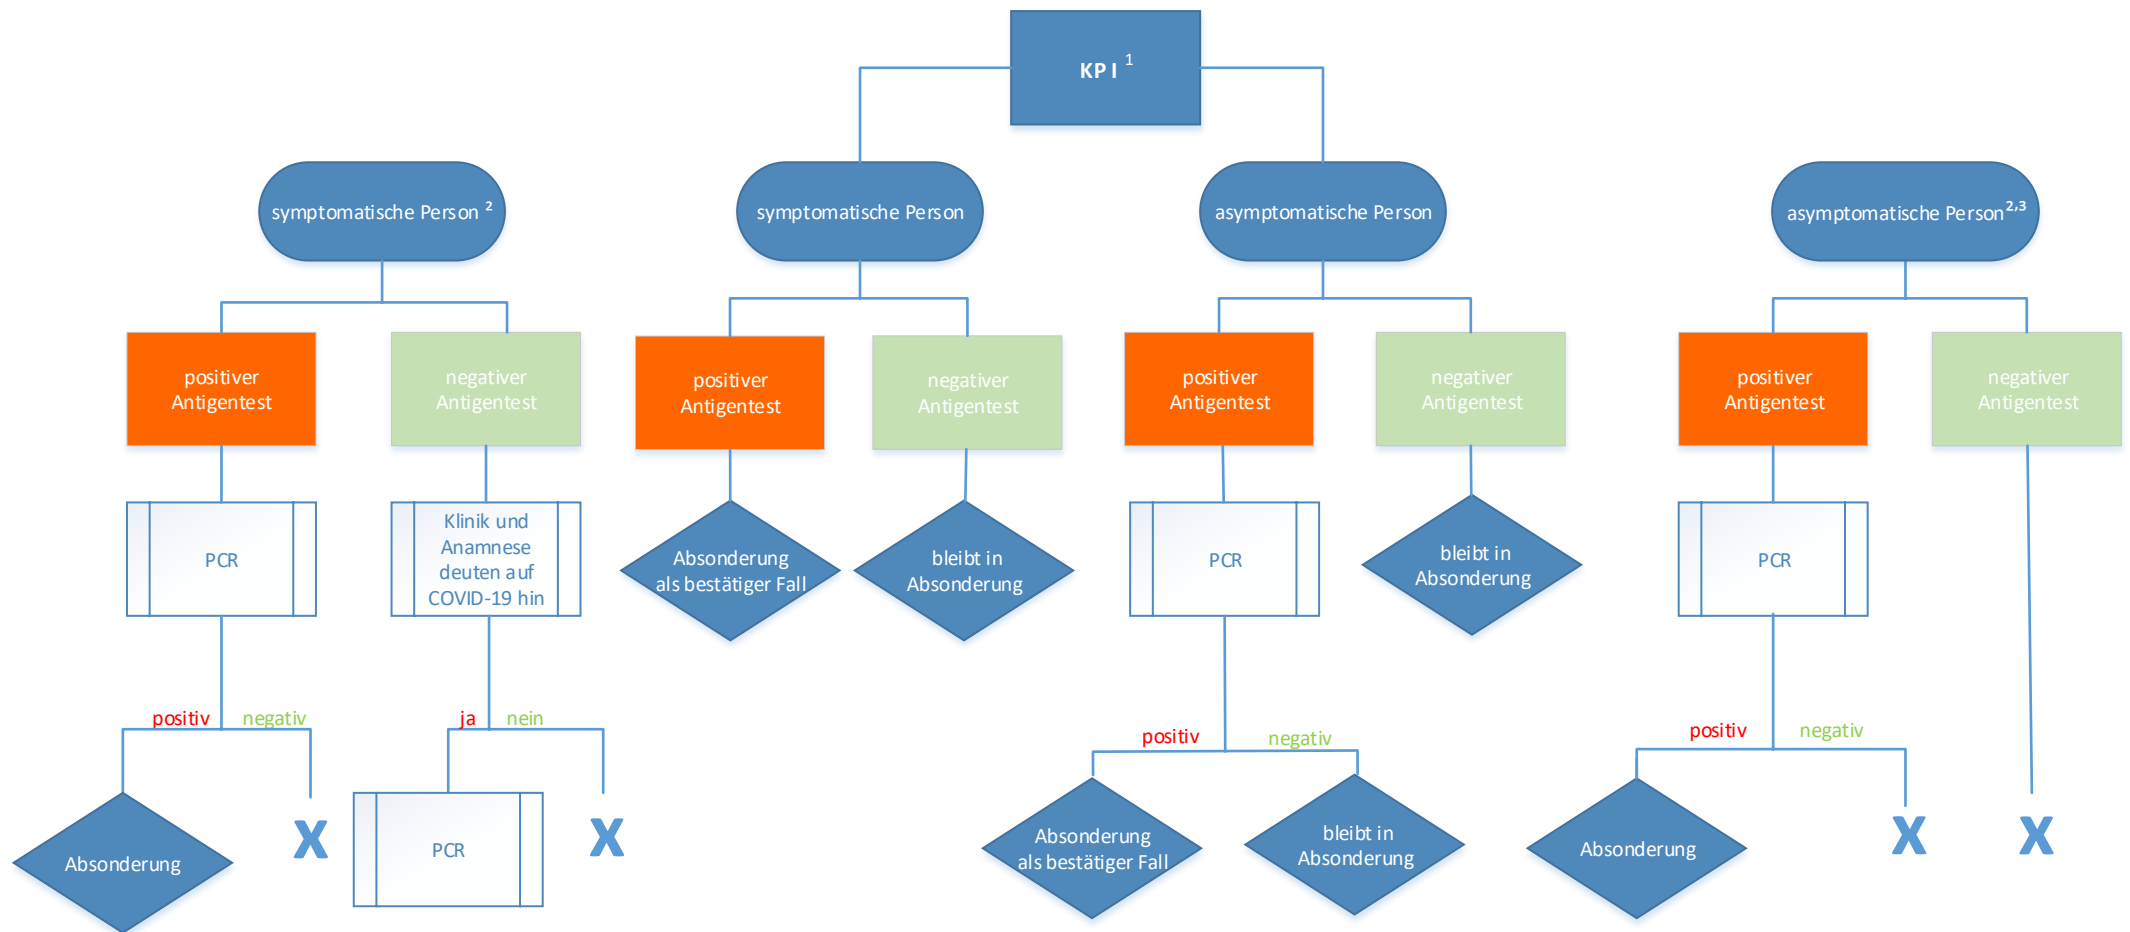 KP I ¹
symptomatische Person ²
symptomatische Person
asymptomatische Person
asymptomatische Person²,³
positiver
Antigentest
negativer
Antigentest
positiver
Antigentest
negativer
Antigentest
positiver
Antigentest
negativer
Antigentest
positiver
Antigentest
negativer
Antigentest
PCR
Klinik und
Anamnese
deuten auf
COVID-19 hin
Absonderung
als bestätiger Fall
bleibt in
Absonderung
PCR
bleibt in
Absonderung
PCR
positiv
negativ
ja
nein
positiv
negativ
positiv
negativ
Absonderung
X
PCR
X
Absonderung
als bestätiger Fall
bleibt in
Absonderung
Absonderung
X
X